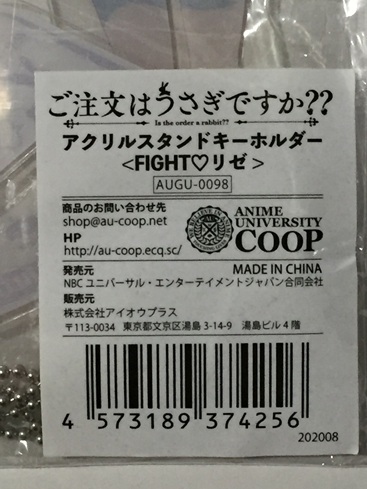 ご注文はうさぎですか??
Is the order a rabbit??
アクリルスタンドキーホルダー
<FIGHT♡リゼ>
AUGU-0098
商品のお問い合わせ先
shop@au-coop.net
HP
http://au-coop.ecq.sc/
ANIME
UNIVERSITY
COOP
発売元
MADE IN CHINA
NBC ユニバーサル・エンターテイメントジャパン合同会社
販売元
株式会社アイオウプラス
〒113-0034 東京都文京区湯島 3-14-9 湯島ビル 4 階
4 573189 374256
202008